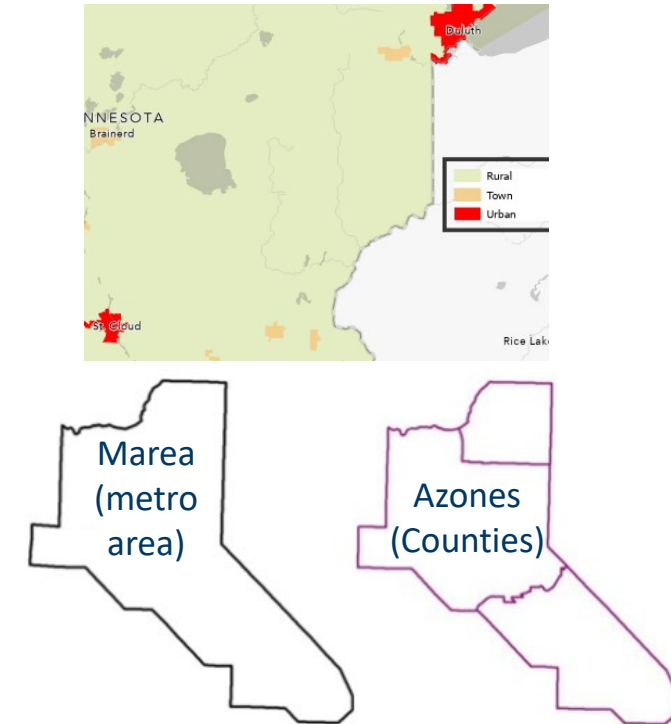 Duluth
NNESOTA
Brainerd
Rural
Town
Urban
St. Cloud
Rice Lak
Marea
(metro
area)
Azones
(Counties)